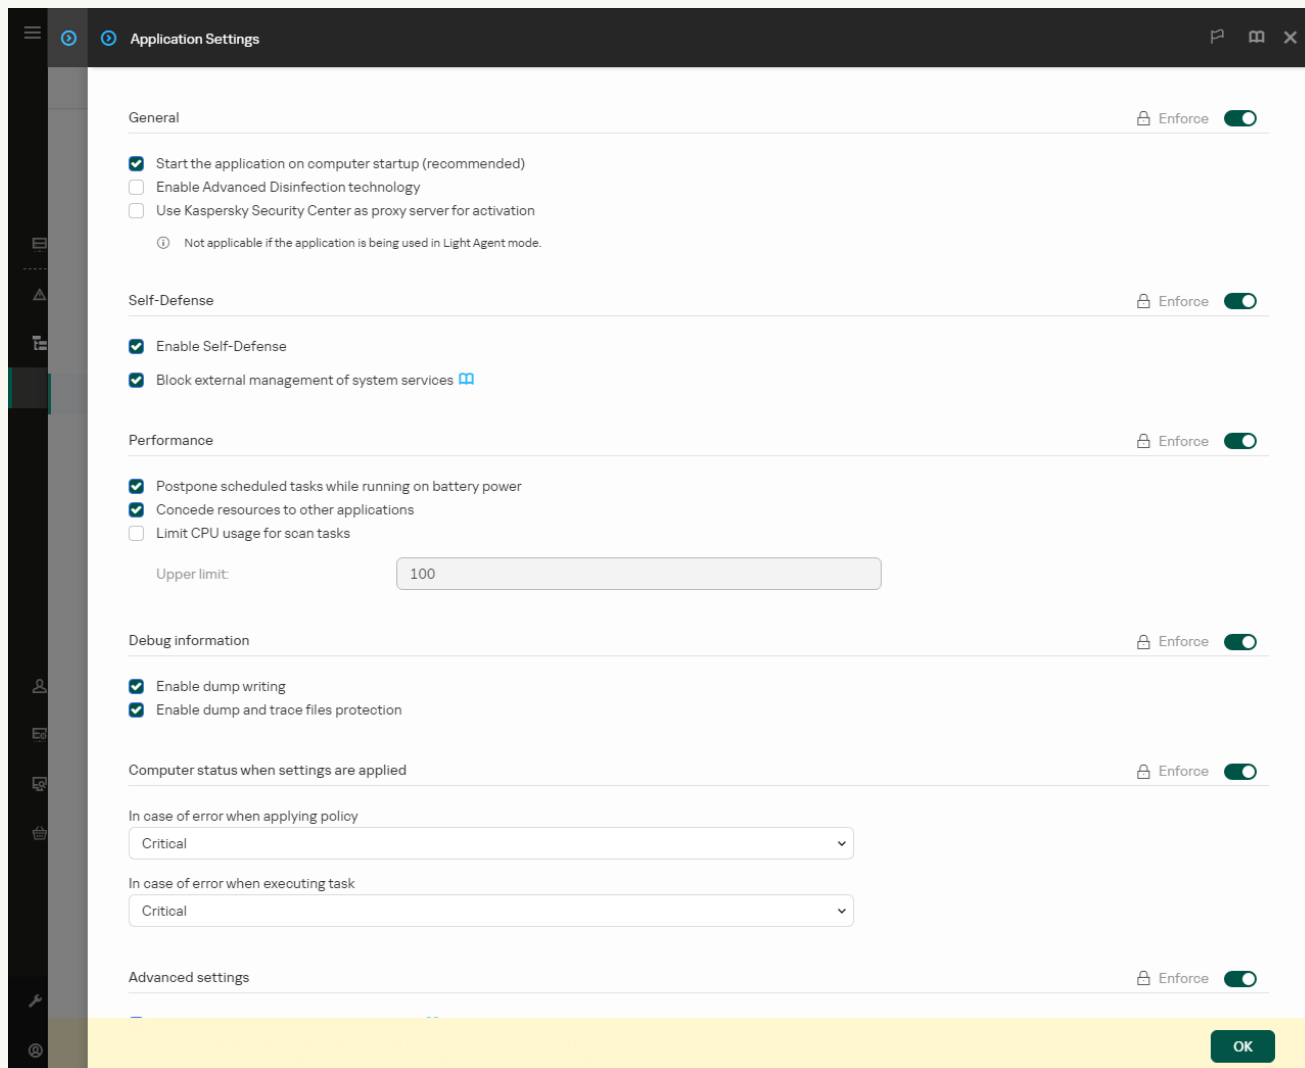 Application Settings
General
Enforce
Start the application on computer startup (recommended)
Enable Advanced Disinfection technology
Use Kaspersky Security Center as proxy server for activation
Not applicable if the application is being used in Light Agent mode.
Self-Defense
Enforce
Enable Self-Defense
Block external management of system services
Performance
Enforce
Postpone scheduled tasks while running on battery power
Concede resources to other applications
Limit CPU usage for scan tasks
Upper limit:
100
Debug information
Enforce
Enable dump writing
Enable dump and trace files protection
Computer status when settings are applied
Enforce
In case of error when applying policy
Critical
In case of error when executing task
Critical
Advanced settings
Enforce
OK